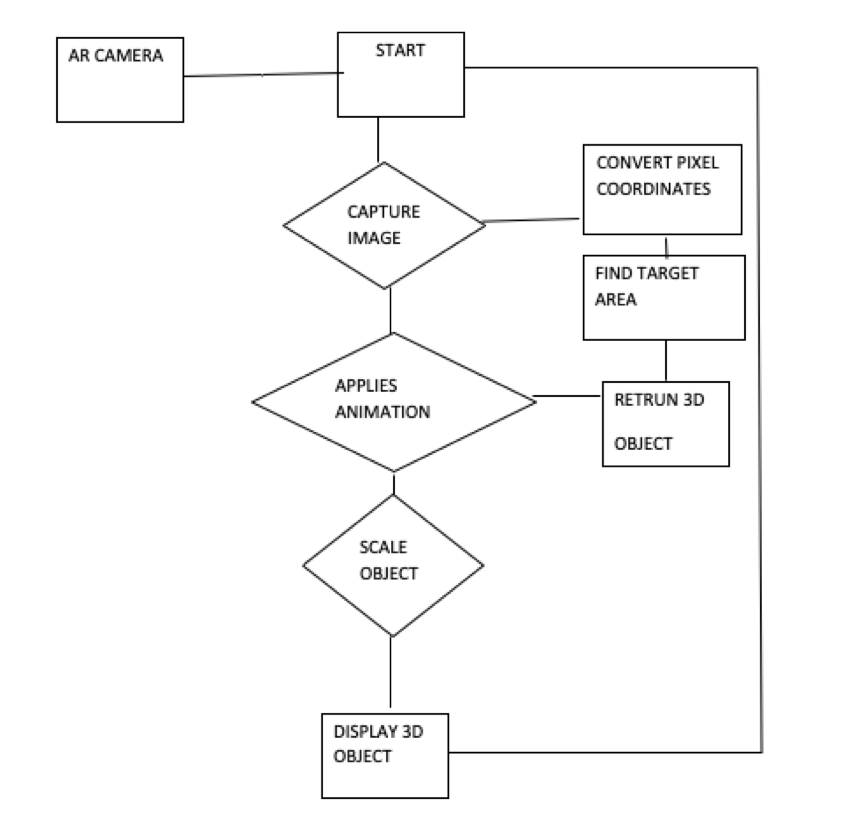 AR CAMERA
START
CAPTURE
IMAGE
CONVERT PIXEL
COORDINATES
FIND TARGET
AREA
RETRUN 3D
OBJECT
APPLIES
ANIMATION
SCALE
OBJECT
DISPLAY 3D
OBJECT